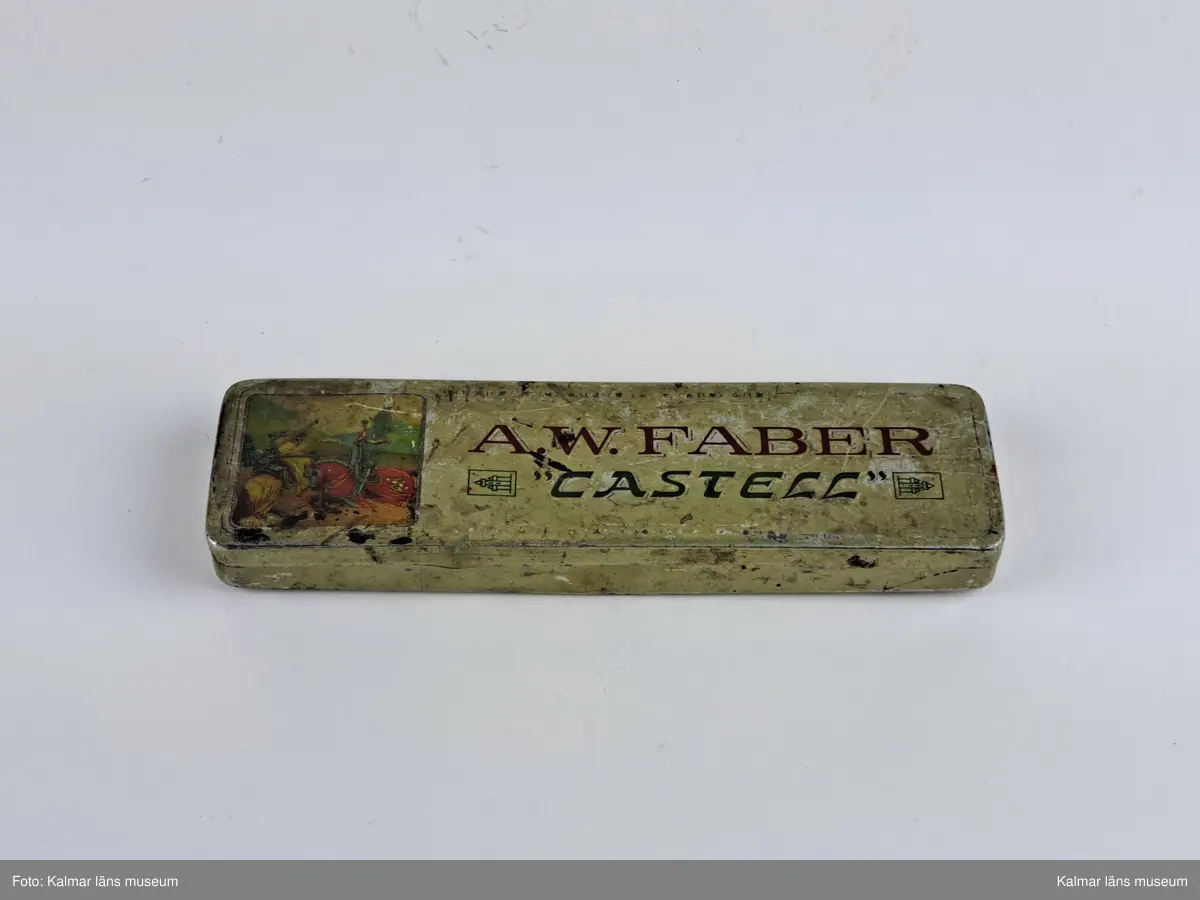 A.W. FABER
"CASTELL"
Foto: Kalmar läns museum
Kalmar läns museum